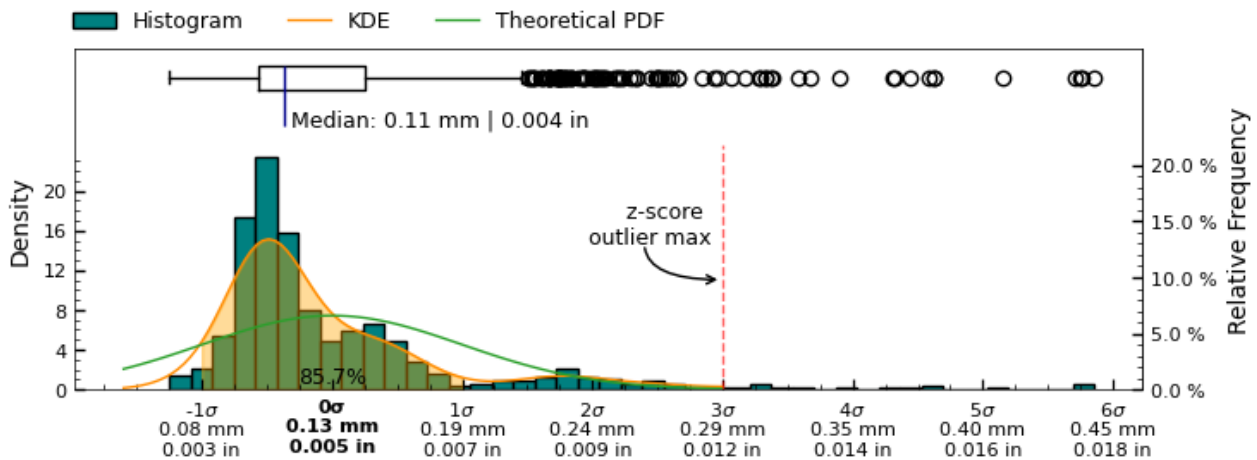 Histogram KDE Theoretical PDF
Median: 0.11 mm | 0.004 in
Density
Relative Frequency
20
16
12
8
4
0
20.0 %
15.0 %
10.0 %
5.0 %
0.0 %
z-score
outlier max
85.7%
-1σ 0σ 1σ 2σ 3σ 4σ 5σ 6σ
0.08 mm 0.13 mm 0.19 mm 0.24 mm 0.29 mm 0.35 mm 0.40 mm 0.45 mm
0.003 in 0.005 in 0.007 in 0.009 in 0.012 in 0.014 in 0.016 in 0.018 in